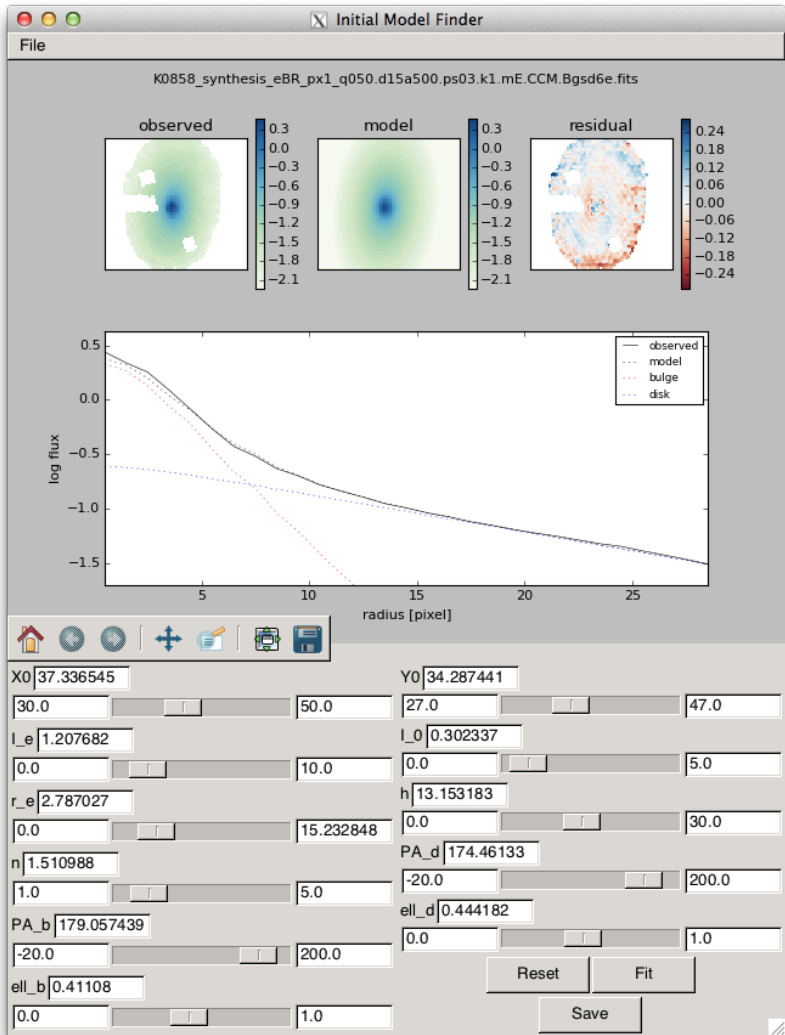 Initial Model Finder
File
K0858_synthesis_eBR_px1_q050.d15a500.ps03.k1.mE.CCM.Bgsd6e.fits
observed
model
residual
0.3
0.0
−0.3
−0.6
−0.9
−1.2
−1.5
−1.8
−2.1
0.3
0.0
−0.3
−0.6
−0.9
−1.2
−1.5
−1.8
−2.1
0.24
0.18
0.12
0.06
0.00
−0.06
−0.12
−0.18
−0.24
log flux
0.5
0.0
−0.5
−1.0
−1.5
observed
model
bulge
disk
5 10 15 20 25
radius [pixel]
X0 37.336545
30.0 50.0
I_e 1.207682
0.0 10.0
r_e 2.787027
0.0 15.232848
n 1.510988
1.0 5.0
PA_b 179.057439
-20.0 200.0
ell_b 0.41108
0.0 1.0
Y0 34.287441
27.0 47.0
I_0 0.302337
0.0 5.0
h 13.153183
0.0 30.0
PA_d 174.46133
-20.0 200.0
ell_d 0.444182
0.0 1.0
Reset Fit
Save